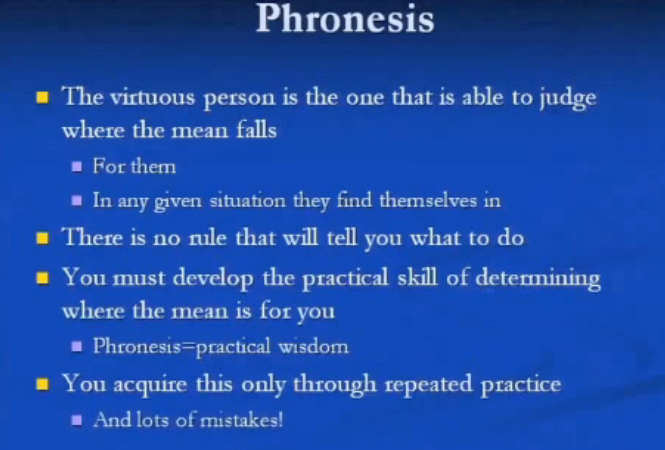 Phronesis
The virtuous person is the one that is able to judge
where the mean falls
For them
In any given situation they find themselves in
There is no rule that will tell you what to do
You must develop the practical skill of determining
where the mean is for you
Phronesis=practical wisdom
You acquire this only through repeated practice
And lots of mistakes!